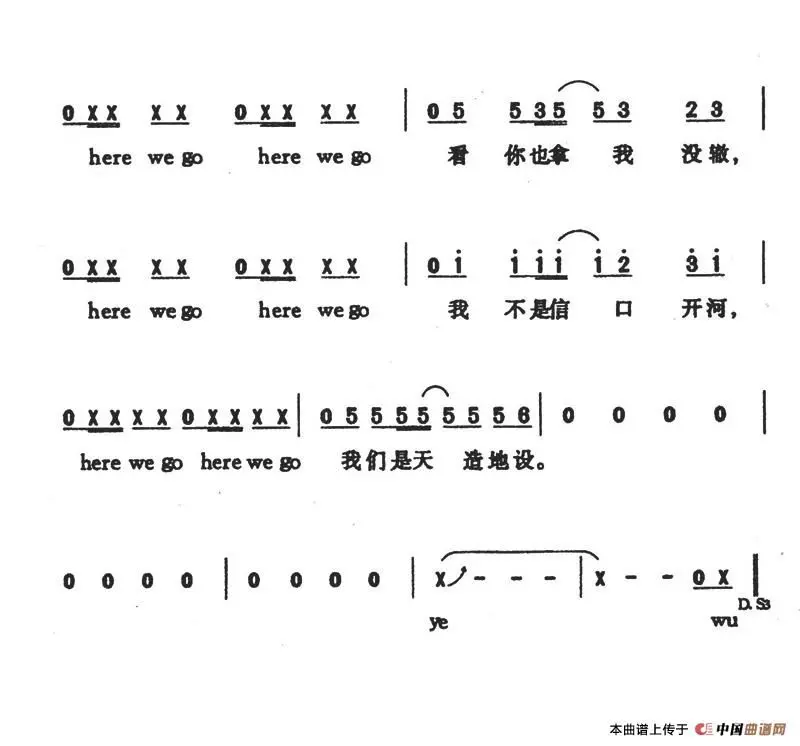 0 X X X X 0 X X X X | 0 5 5 3 5 5 3 2 3 |
here we go here we go 看 你也拿 我 没辙,
0 X X X X 0 X X X X | 0 i i i i i 2 3 i |
here we go here we go 我 不是信 口 开河,
0 X X X X 0 X X X X | 0 5 5 5 5 5 5 5 6 | 0 0 0 0 |
here we go here we go 我们是天 造地设。
0 0 0 0 | 0 0 0 0 | X - - - | X - - 0 X
D.S3
ye wu
本曲谱上传于 中国曲谱网